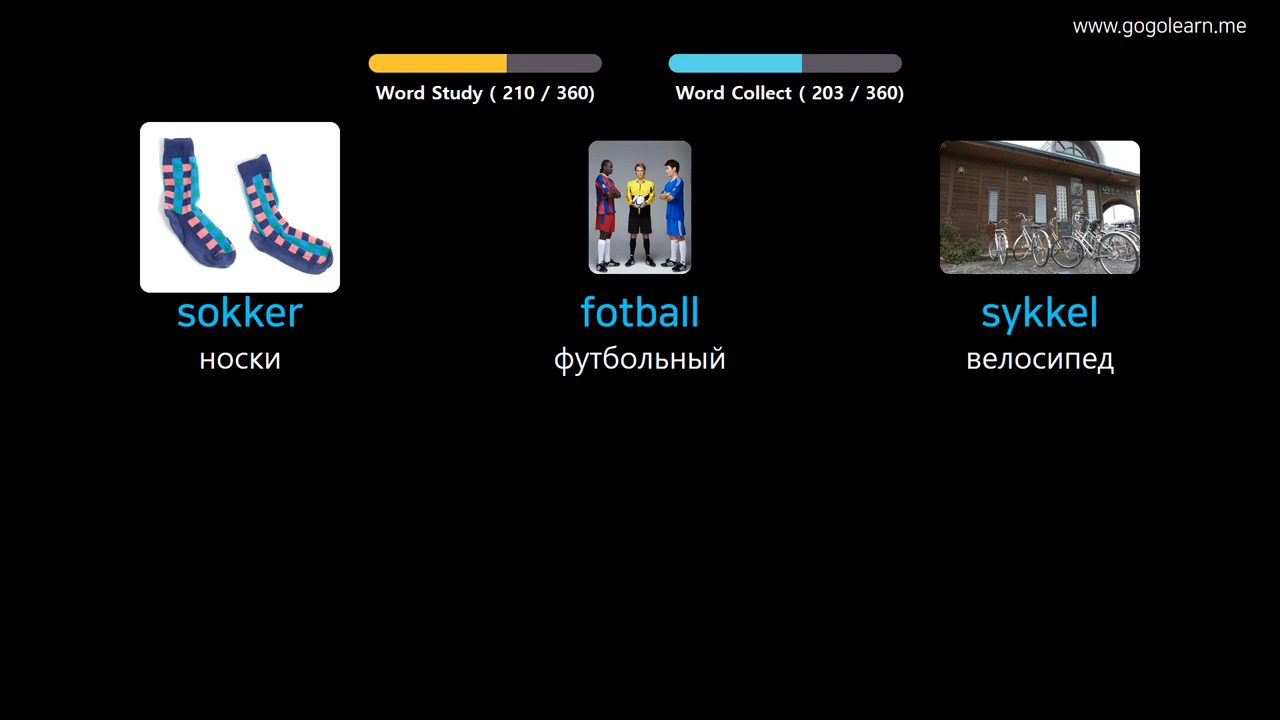 www.gogolearn.me
Word Study ( 210 / 360)
Word Collect ( 203 / 360)
sokker
носки
fotball
футбольный
sykkel
велосипед